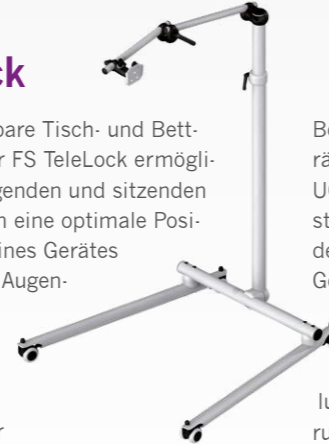 ck
bare Tisch- und Bett-
r FS TeleLock ermögli-
genden und sitzenden
n eine optimale Posi-
ines Gerätes
Augen-
r
Be
rä
U
st
de
Ge
lu
ru